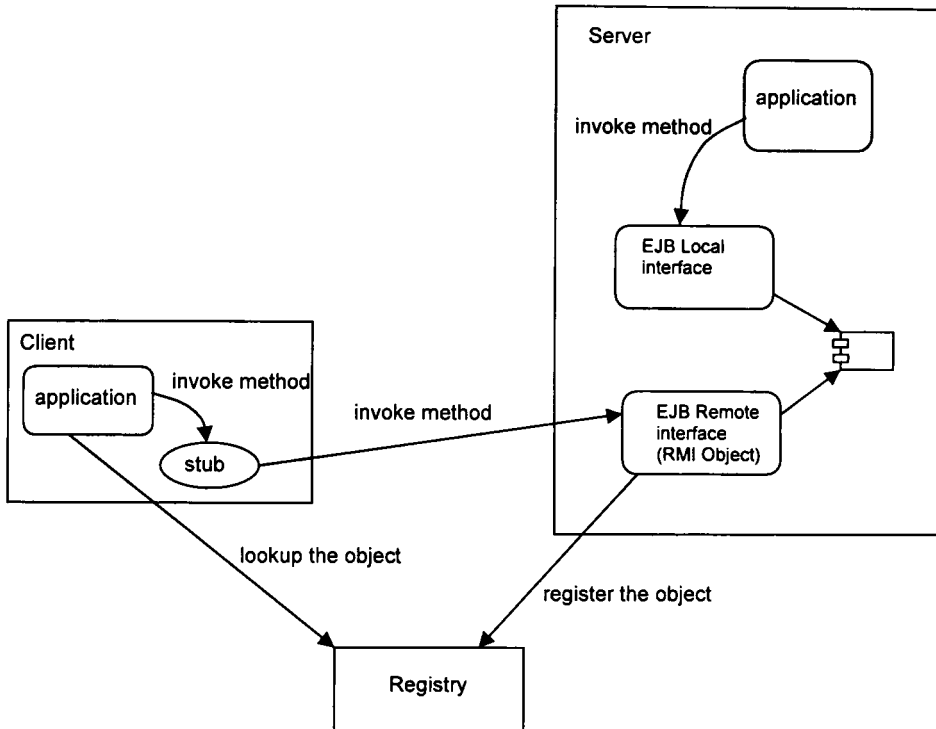 Server
application
invoke method
EJB Local
interface
Client
application
invoke method
stub
invoke method
EJB Remote
interface
(RMI Object)
lookup the object
register the object
Registry